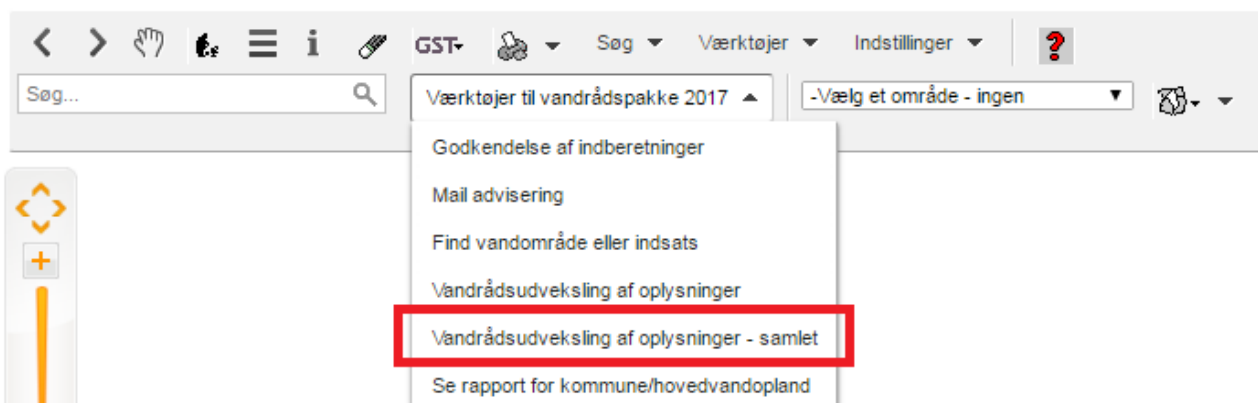 GST
Søg
Værktøjer
Indstillinger
?
Søg...
Værktøjer til vandrådspakke 2017
-Vælg et område - ingen
Godkendelse af indberetninger
Mail advisering
Find vandområde eller indsats
Vandrådsudveksling af oplysninger
Vandrådsudveksling af oplysninger - samlet
Se rapport for kommune/hovedvandopland